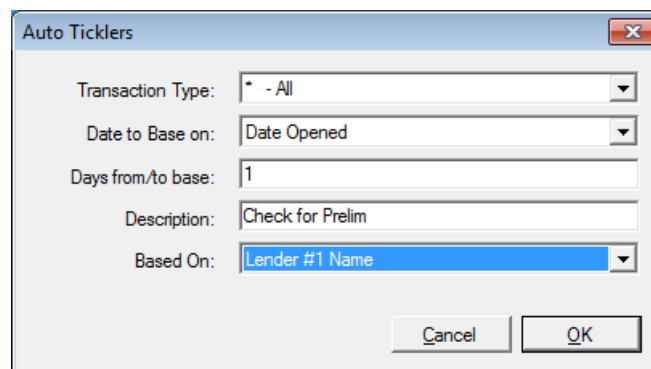 Auto Ticklers
Transaction Type: * - All
Date to Base on: Date Opened
Days from/to base: 1
Description: Check for Prelim
Based On: Lender #1 Name
Cancel OK